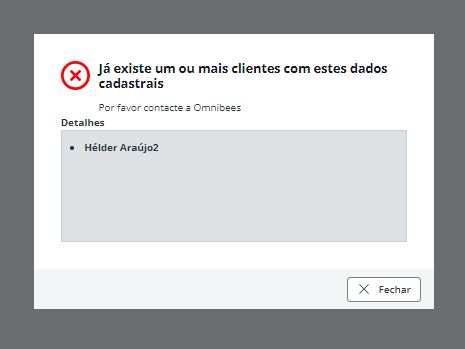 Já existe um ou mais clientes com estes dados
cadastrais
Por favor contacte a Omnibees
Detalhes
• Hélder Araújo2
Fechar